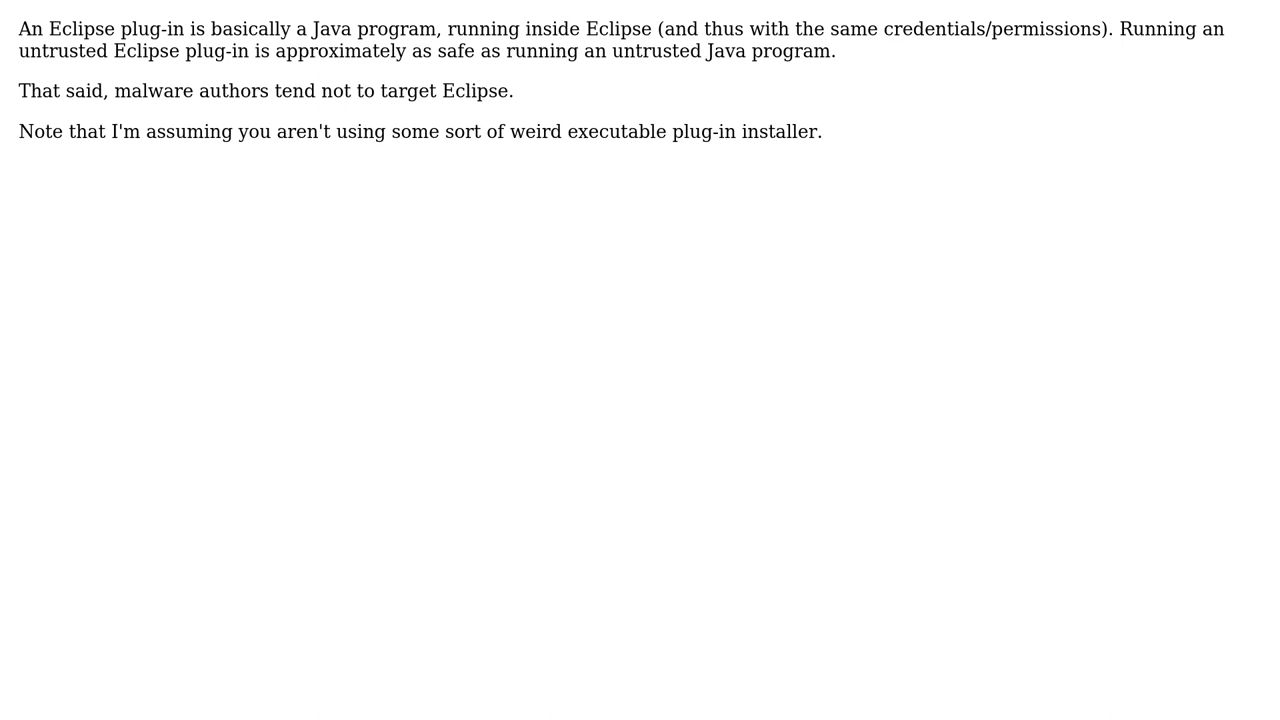 An Eclipse plug-in is basically a Java program, running inside Eclipse (and thus with the same credentials/permissions). Running an
untrusted Eclipse plug-in is approximately as safe as running an untrusted Java program.
That said, malware authors tend not to target Eclipse.
Note that I'm assuming you aren't using some sort of weird executable plug-in installer.